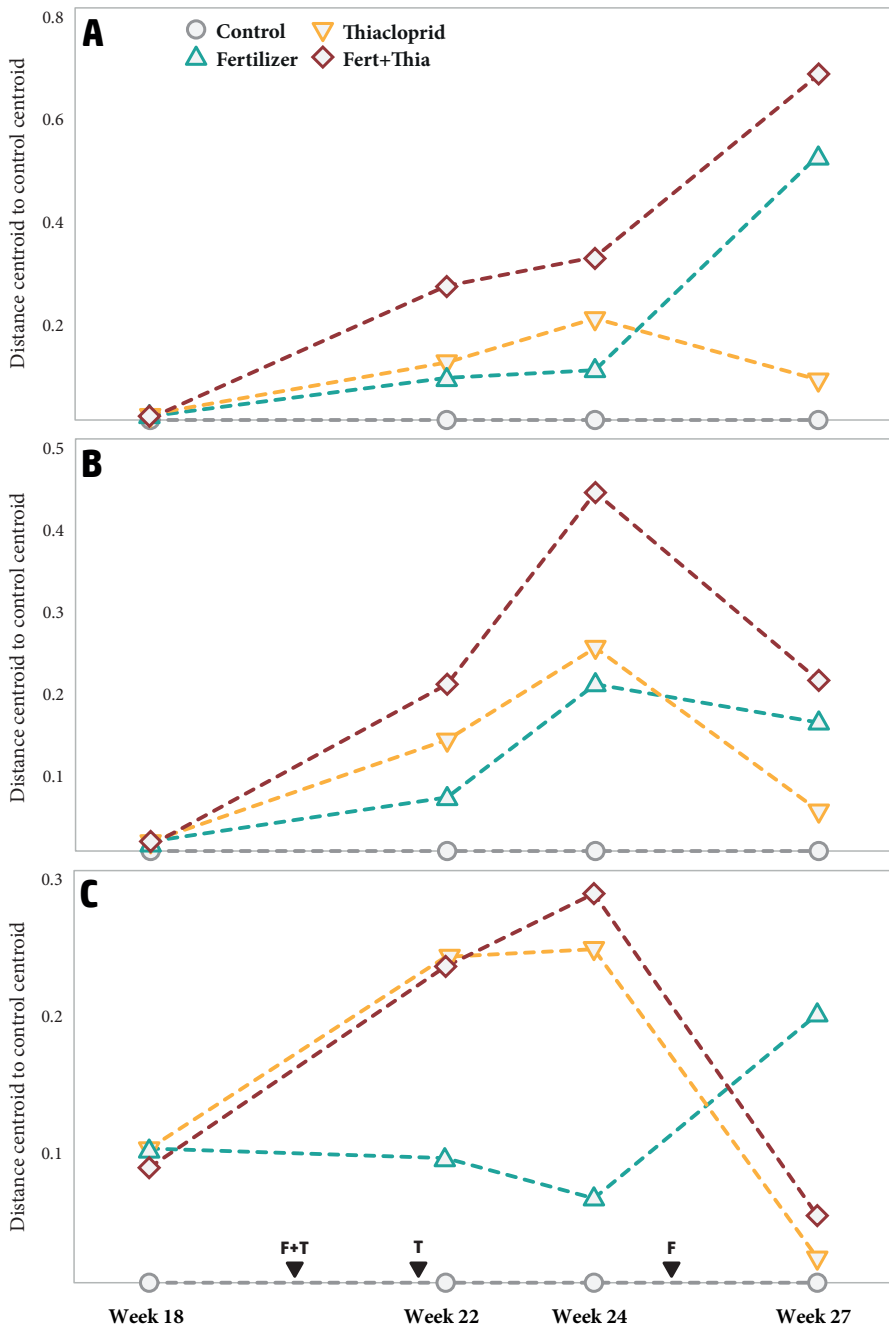 A
Control
Thiacloprid
Fertilizer
Fert+Thia
Distance centroid to control centroid
0.8
0.6
0.4
0.2
B
Distance centroid to control centroid
0.5
0.4
0.3
0.2
0.1
C
Distance centroid to control centroid
0.3
0.2
0.1
F+T
T
F
Week 18
Week 22
Week 24
Week 27